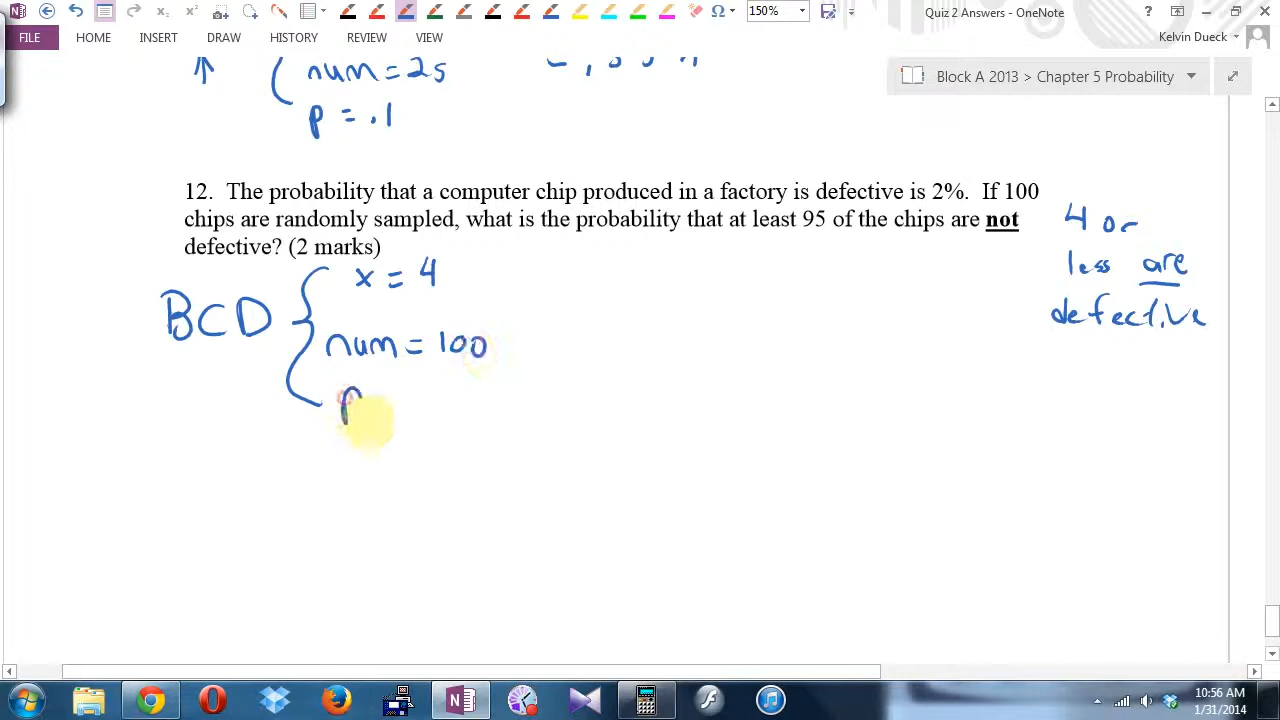 150%
Quiz 2 Answers - OneNote
FILE HOME INSERT ESHARE DRAW HISTORY REVIEW VIEW
Kelvin Dueck
Block A 2013 > Chapter 5 Probability
num = 25
p = .1
12. The probability that a computer chip produced in a factory is defective is 2%. If 100
chips are randomly sampled, what is the probability that at least 95 of the chips are not
defective? (2 marks)
4 or
less are
defective
BCD
x = 4
num = 100
10:56 AM
1/31/2014